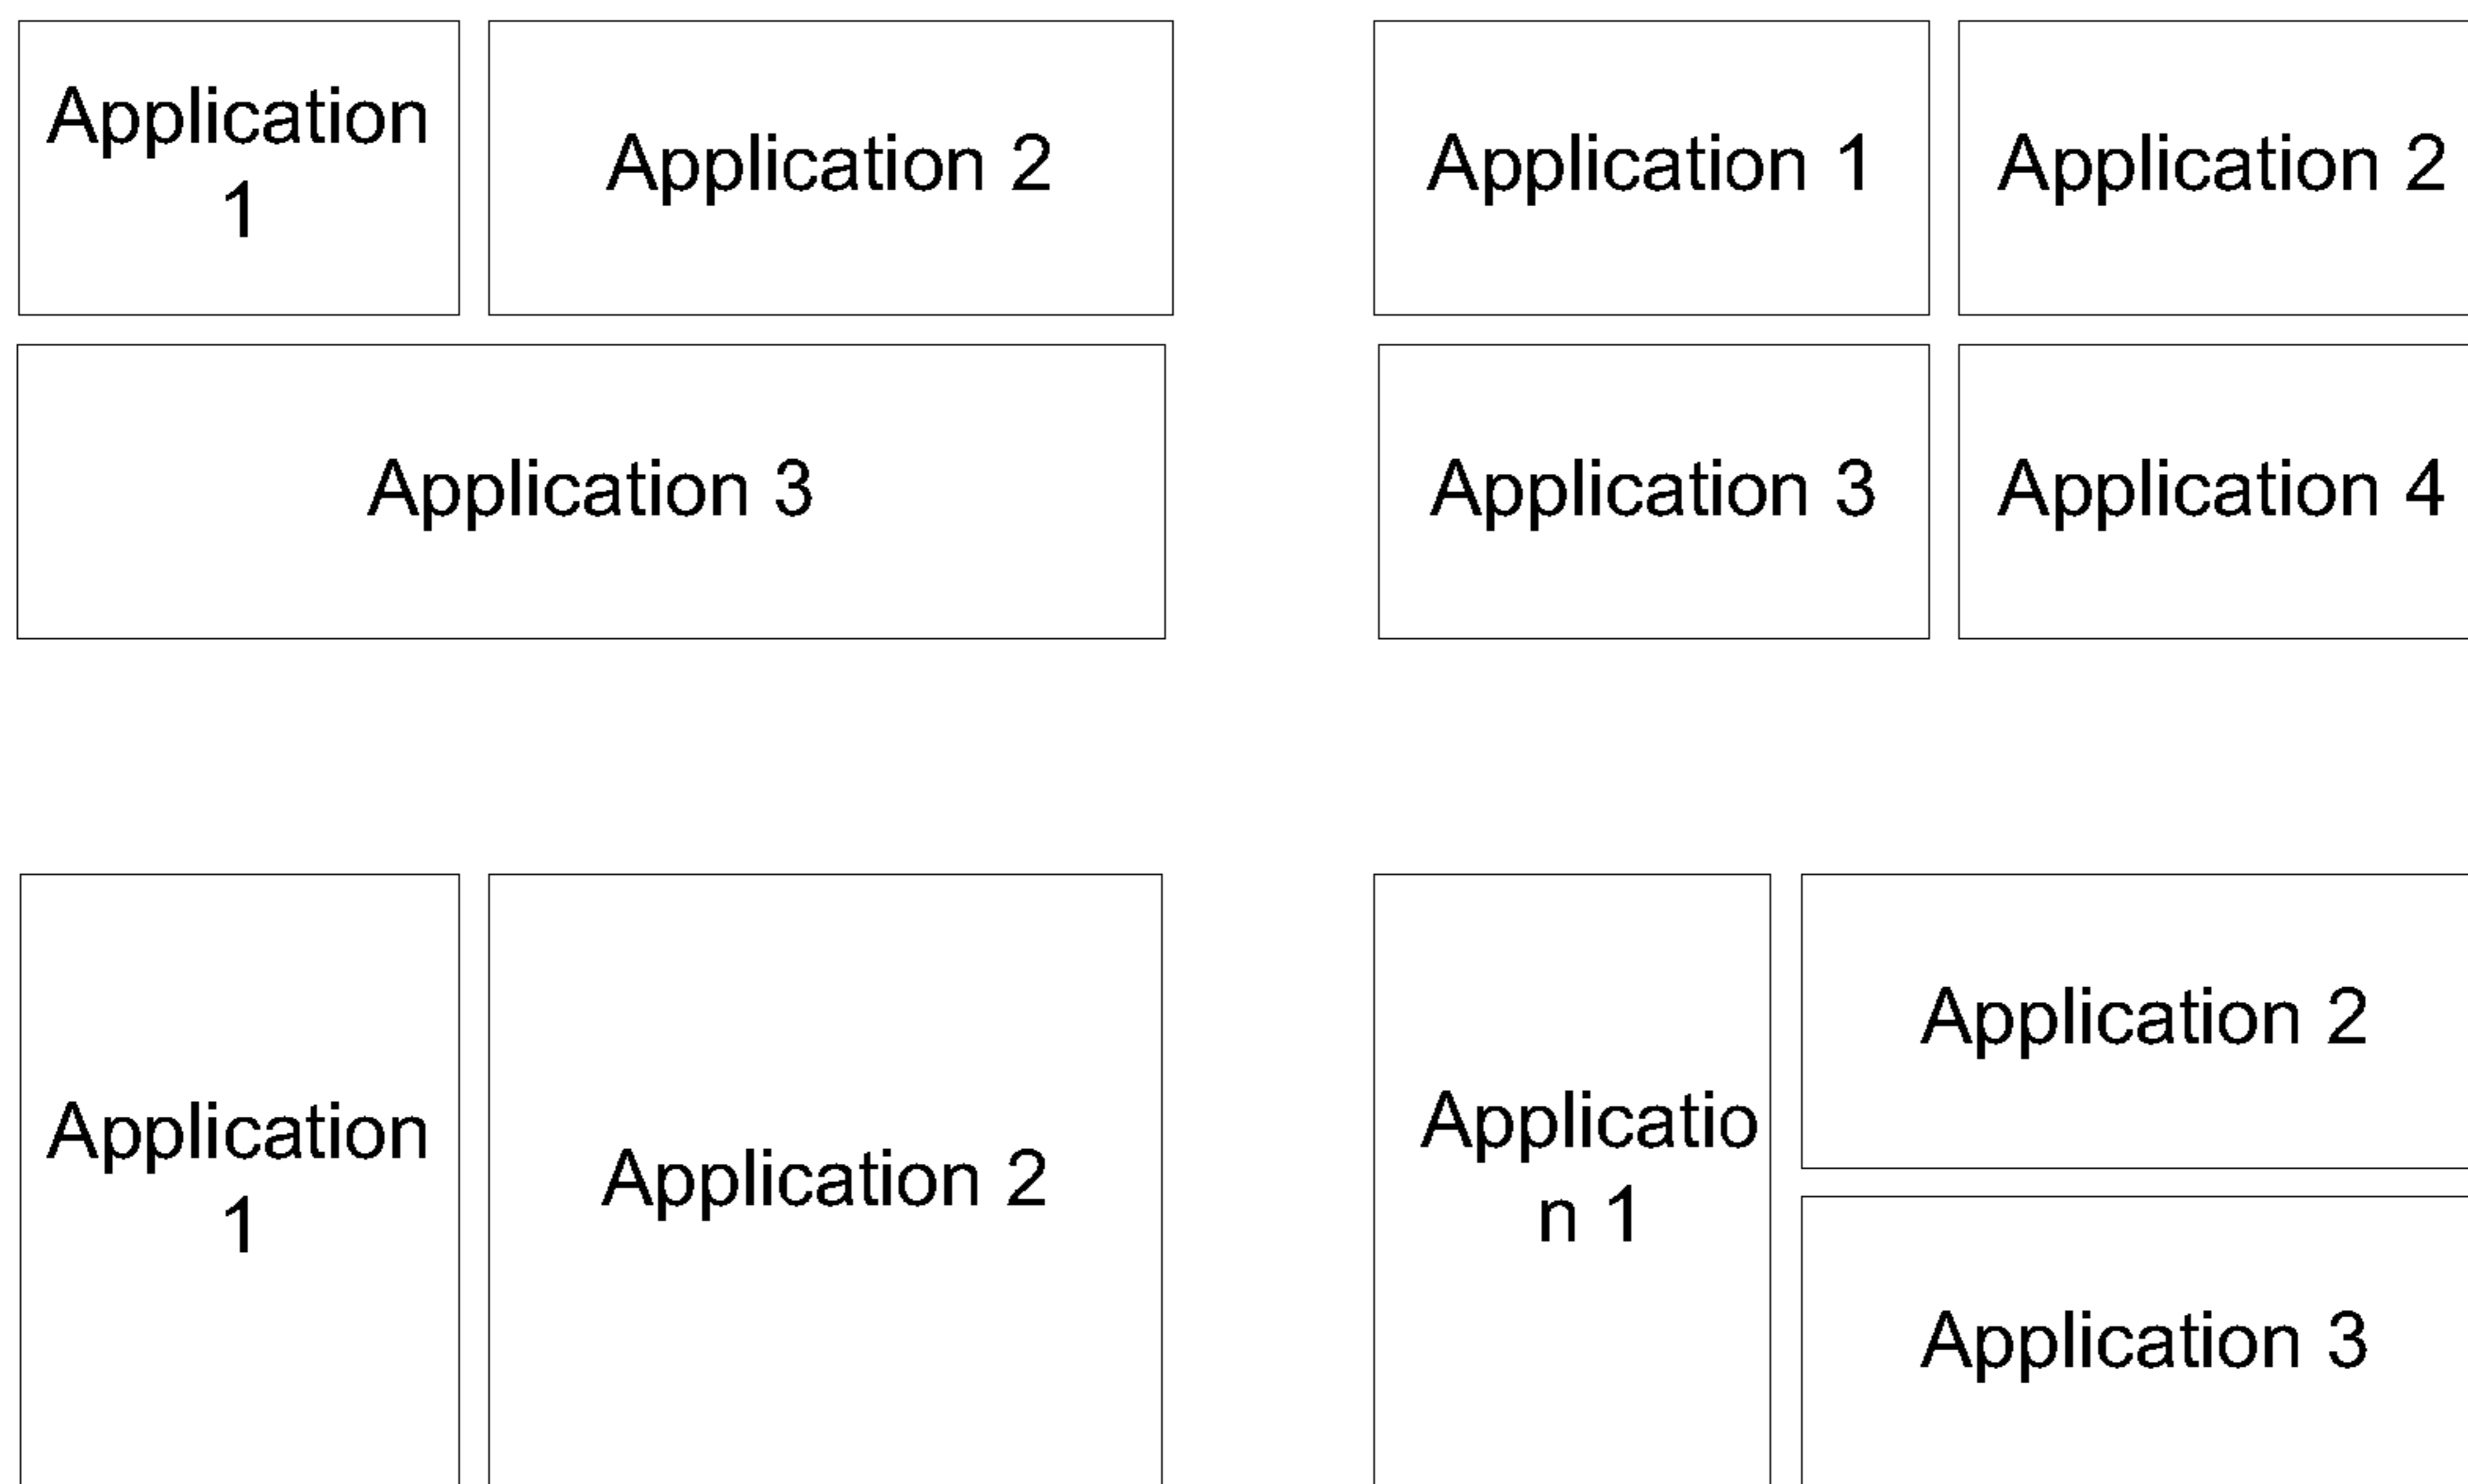 Application
1
Application 2
Application 3
Application 1
Application 2
Application 3
Application 4
Application
1
Application 2
Applicatio
n 1
Application 2
Application 3